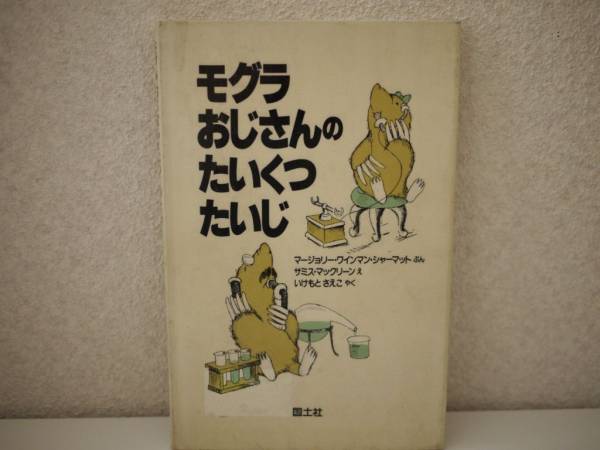 モグラ
おじさんの
たいくつ
たいじ
マージョリー・ワインマン・シャーマット ぶん
サミス・マックリーン え
いけもと さえこ やく
国土社